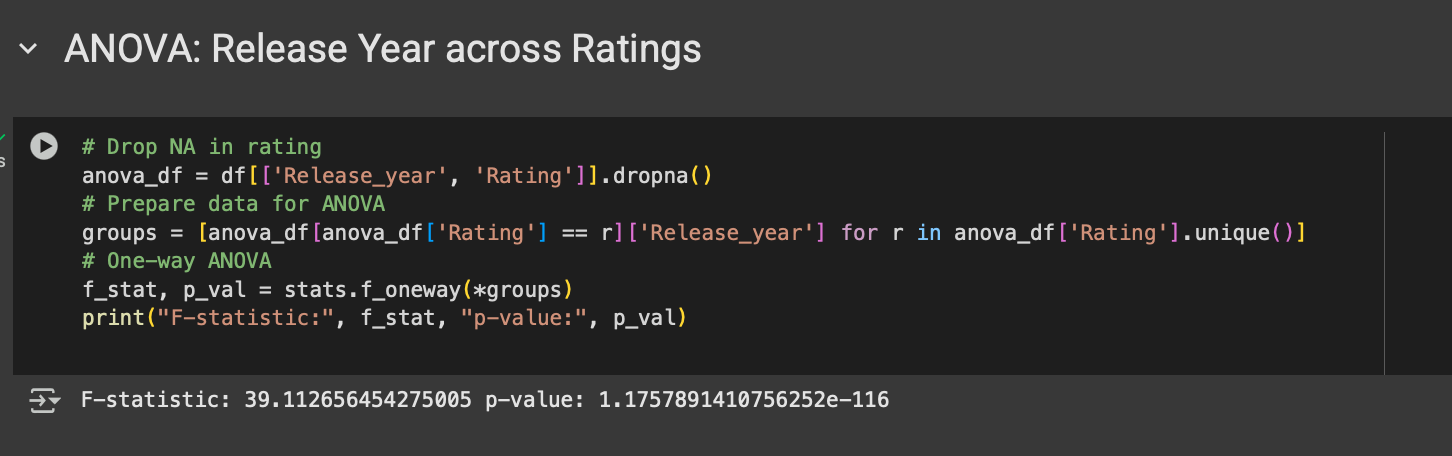 ANOVA: Release Year across Ratings
# Drop NA in rating
anova_df = df[['Release_year', 'Rating']].dropna()
# Prepare data for ANOVA
groups = [anova_df[anova_df['Rating'] == r]['Release_year'] for r in anova_df['Rating'].unique()]
# One-way ANOVA
f_stat, p_val = stats.f_oneway(*groups)
print("F-statistic:", f_stat, "p-value:", p_val)
s
F-statistic: 39.112656454275005 p-value: 1.1757891410756252e-116